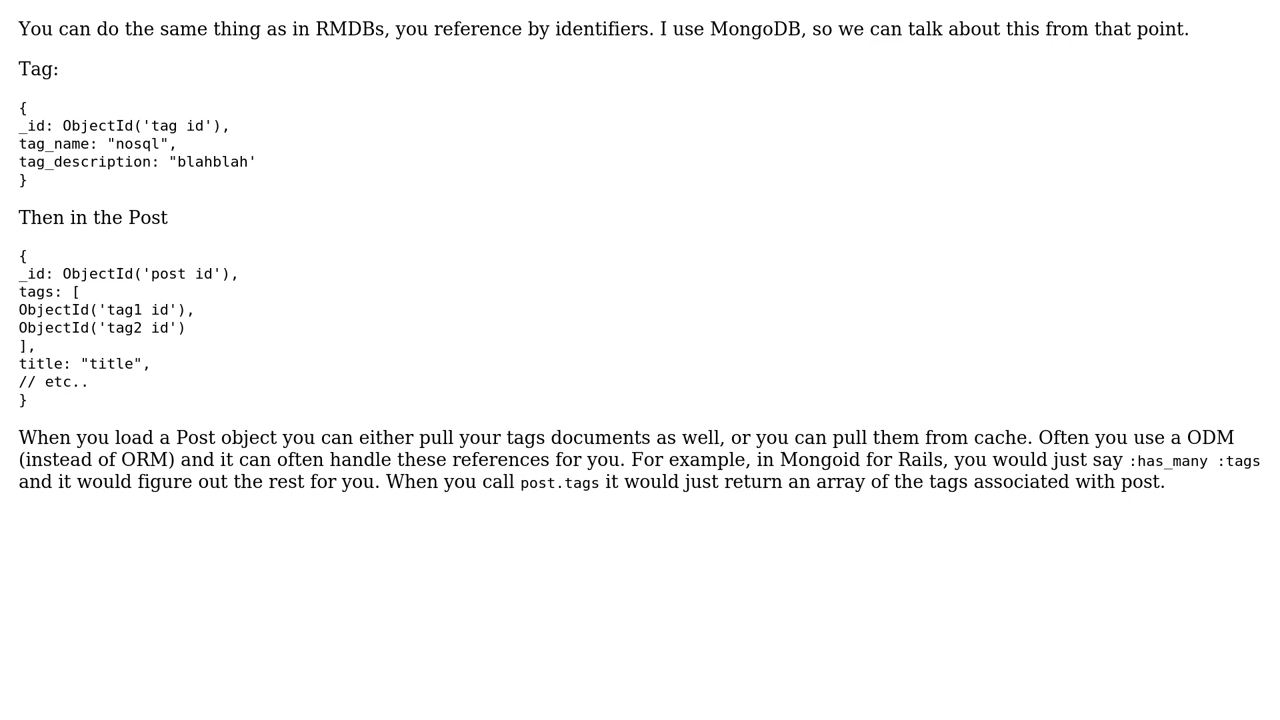 You can do the same thing as in RMDBs, you reference by identifiers. I use MongoDB, so we can talk about this from that point.
Tag:
{
_id: ObjectId('tag id'),
tag_name: "nosql",
tag_description: "blahblah'
}
Then in the Post
{
_id: ObjectId('post id'),
tags: [
ObjectId('tag1 id'),
ObjectId('tag2 id')
],
title: "title",
// etc..
}
When you load a Post object you can either pull your tags documents as well, or you can pull them from cache. Often you use a ODM
(instead of ORM) and it can often handle these references for you. For example, in Mongoid for Rails, you would just say :has_many :tags
and it would figure out the rest for you. When you call post.tags it would just return an array of the tags associated with post.